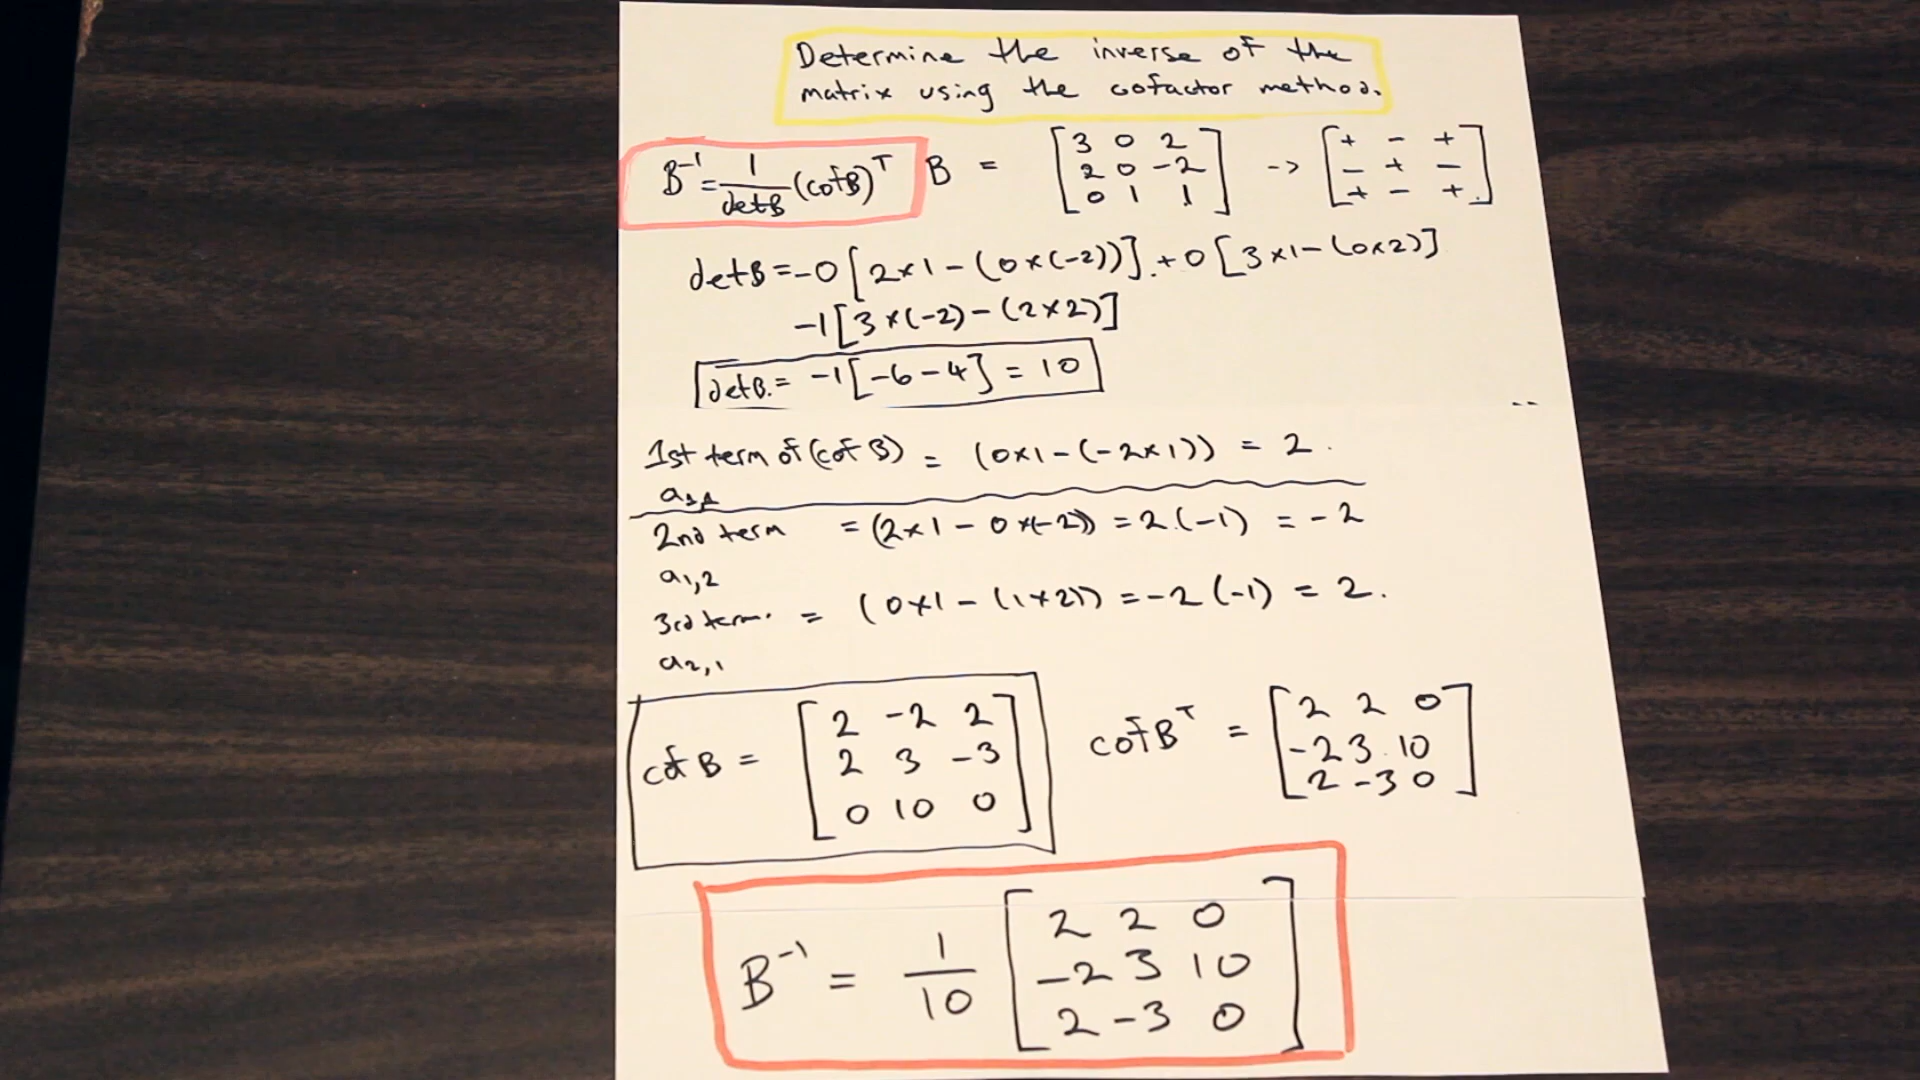 Determine the inverse of the
matrix using the cofactor method.
B⁻¹ = 1/detB (cofB)ᵀ B = [3 0 2] -> [+ - +]
[2 0 -2] [- + -]
[0 1 1] [+ - +]
detB = -0[2×1-(0×(-2))] + 0[3×1-(0×2)]
-1[3×(-2)-(2×2)]
detB. = -1[-6-4] = 10
1st term of (cof B) = (0×1-(-2×1)) = 2.
a₁,₁
2nd term = (2×1-0×(-2)) = 2.(-1) = -2
a₁,₂
3rd term. = (0×1-(1×2)) = -2(-1) = 2.
a₂,₁
cof B = [2 -2 2] cofBᵀ = [2 2 0]
[2 3 -3] [-2 3 10]
[0 10 0] [2 -3 0]
B⁻¹ = 1/10 [2 2 0]
[-2 3 10]
[2 -3 0]